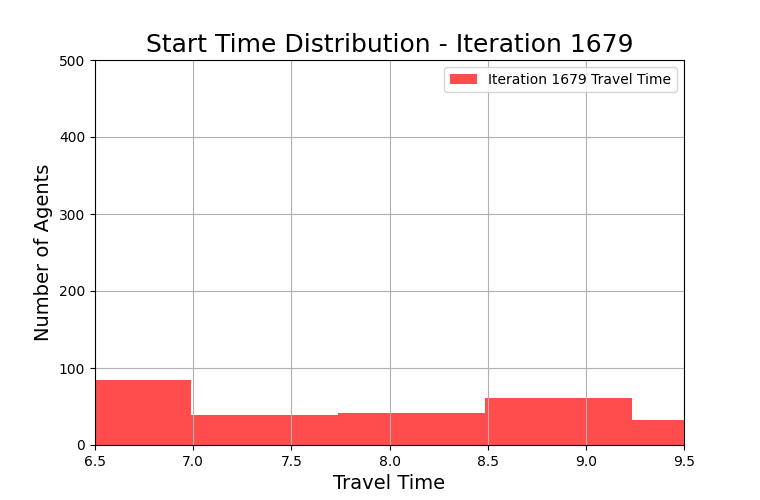 Start Time Distribution - Iteration 1679
Iteration 1679 Travel Time
Number of Agents
500
400
300
200
100
0
6.5 7.0 7.5 8.0 8.5 9.0 9.5
Travel Time